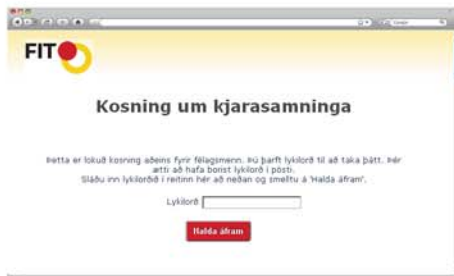 FIT
Kosning um kjarasamninga
Þetta er lokuð kosning aðeins fyrir félagsmenn. Þú þarft lykilorð til að taka þátt. Þér
ætti að hafa borist lykilorð í pósti.
Sláðu inn lykilorðið í reitinn hér að neðan og smelltu á 'Halda áfram'.
Lykilorð
Halda áfram